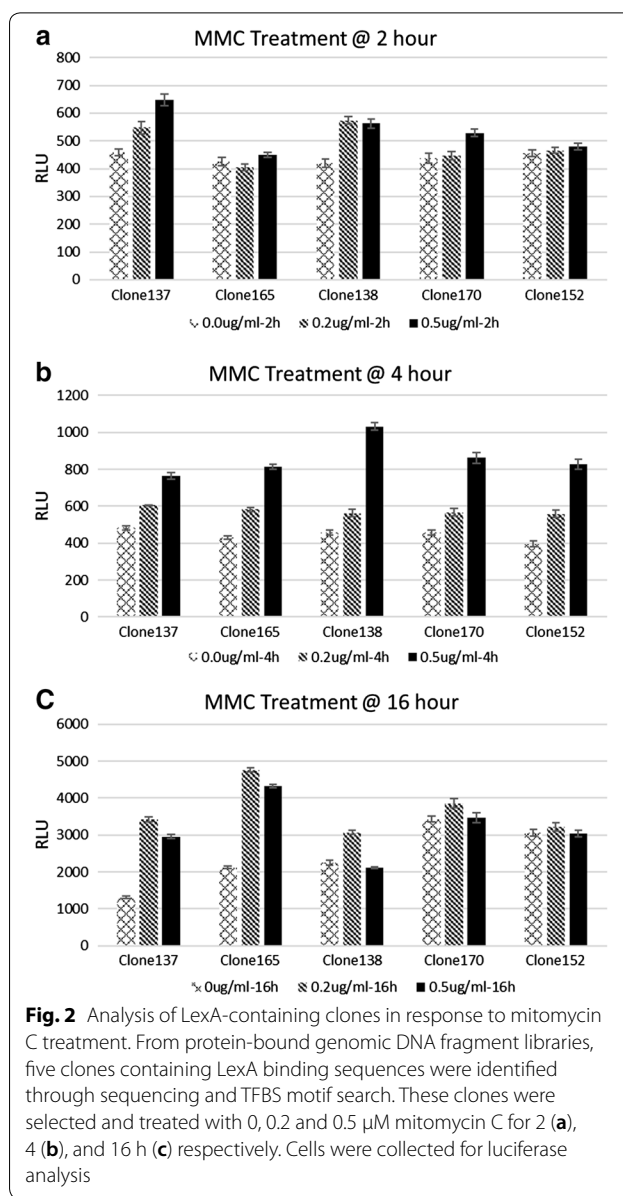 a
MMC Treatment @ 2 hour
800
700
600
500
400
300
200
100
0
RLU
Clone137 Clone165 Clone138 Clone170 Clone152
0.0ug/ml-2h 0.2ug/ml-2h 0.5ug/ml-2h
b
MMC Treatment @ 4 hour
1200
1000
800
600
400
200
0
RLU
Clone137 Clone165 Clone138 Clone170 Clone152
0.0ug/ml-4h 0.2ug/ml-4h 0.5ug/ml-4h
C
MMC Treatment @ 16 hour
6000
5000
4000
3000
2000
1000
0
RLU
Clone137 Clone165 Clone138 Clone170 Clone152
0ug/ml-16h 0.2ug/ml-16h 0.5ug/ml-16h
Fig. 2 Analysis of LexA-containing clones in response to mitomycin
C treatment. From protein-bound genomic DNA fragment libraries,
five clones containing LexA binding sequences were identified
through sequencing and TFBS motif search. These clones were
selected and treated with 0, 0.2 and 0.5 μM mitomycin C for 2 (a),
4 (b), and 16 h (c) respectively. Cells were collected for luciferase
analysis